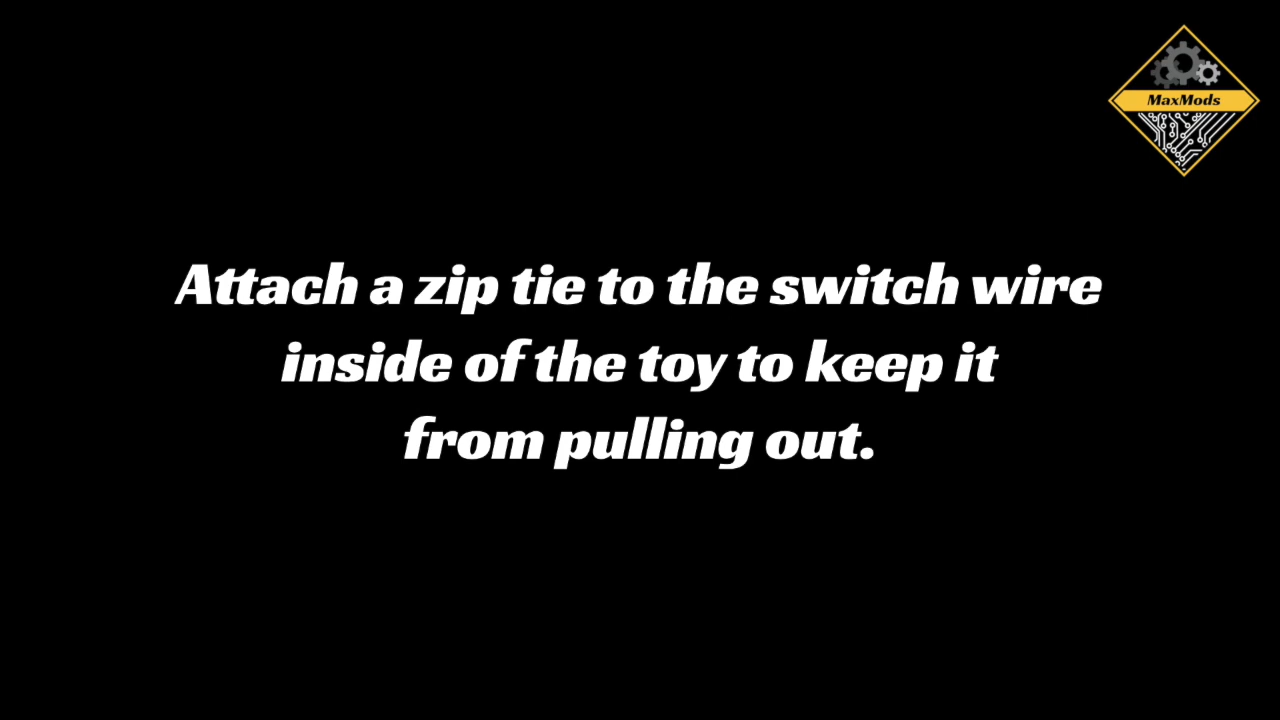 MaxMods
Attach a zip tie to the switch wire
inside of the toy to keep it
from pulling out.